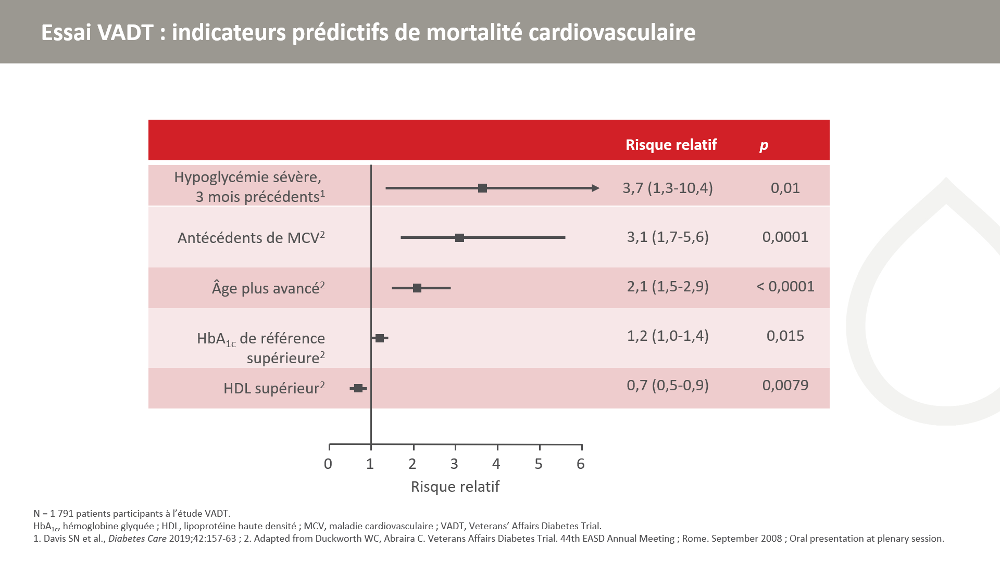 Essai VADT : indicateurs prédictifs de mortalité cardiovasculaire
Risque relatif p
Hypoglycémie sévère,
3 mois précédents¹ 3,7 (1,3-10,4) 0,01
Antécédents de MCV² 3,1 (1,7-5,6) 0,0001
Âge plus avancé² 2,1 (1,5-2,9) < 0,0001
HbA₁c de référence
supérieure² 1,2 (1,0-1,4) 0,015
HDL supérieur² 0,7 (0,5-0,9) 0,0079
0 1 2 3 4 5 6
Risque relatif
N = 1 791 patients participants à l’étude VADT.
HbA₁c, hémoglobine glyquée ; HDL, lipoprotéine haute densité ; MCV, maladie cardiovasculaire ; VADT, Veterans’ Affairs Diabetes Trial.
1. Davis SN et al., Diabetes Care 2019;42:157-63 ; 2. Adapted from Duckworth WC, Abraira C. Veterans Affairs Diabetes Trial. 44th EASD Annual Meeting ; Rome. September 2008 ; Oral presentation at plenary session.